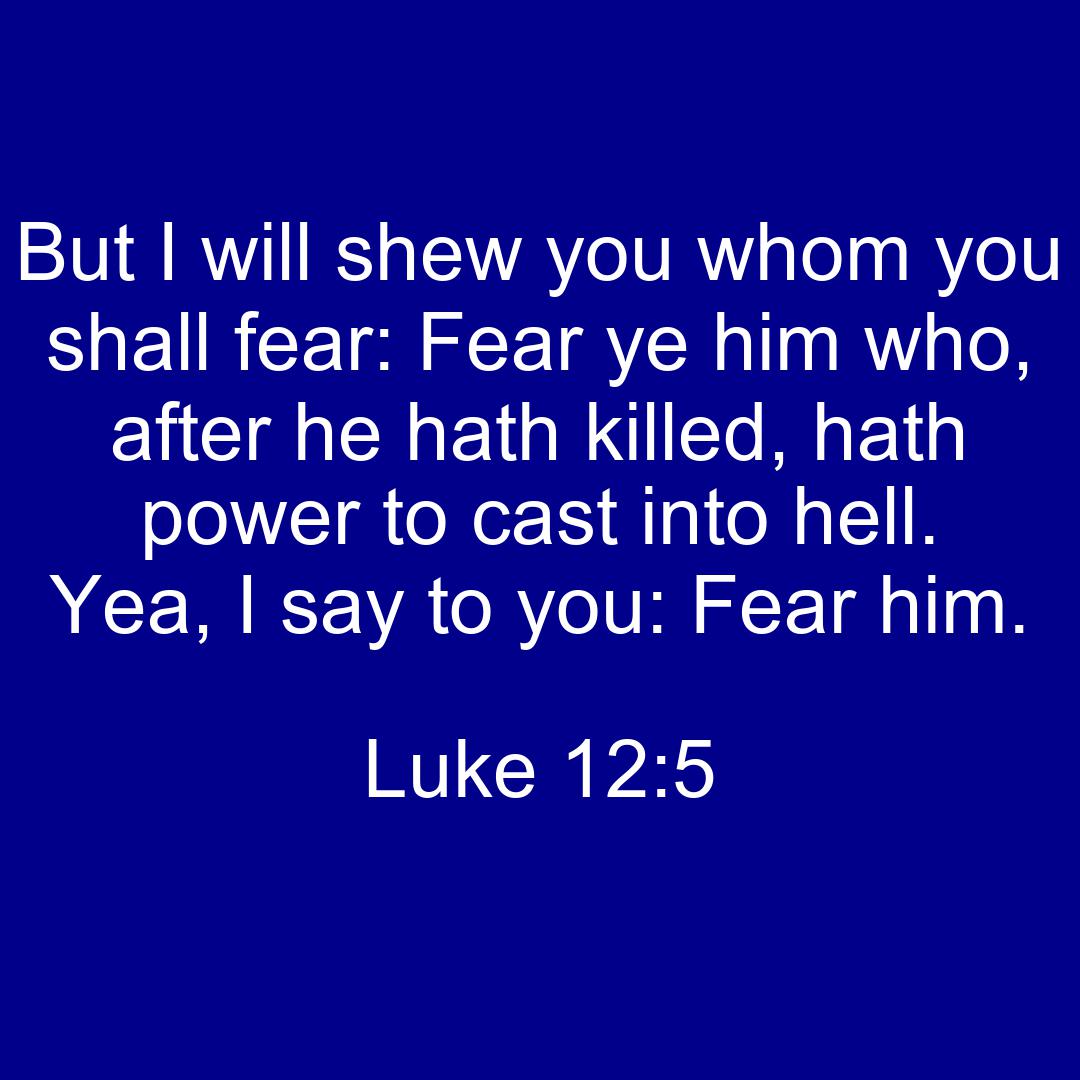 But I will shew you whom you
shall fear: Fear ye him who,
after he hath killed, hath
power to cast into hell.
Yea, I say to you: Fear him.
Luke 12:5